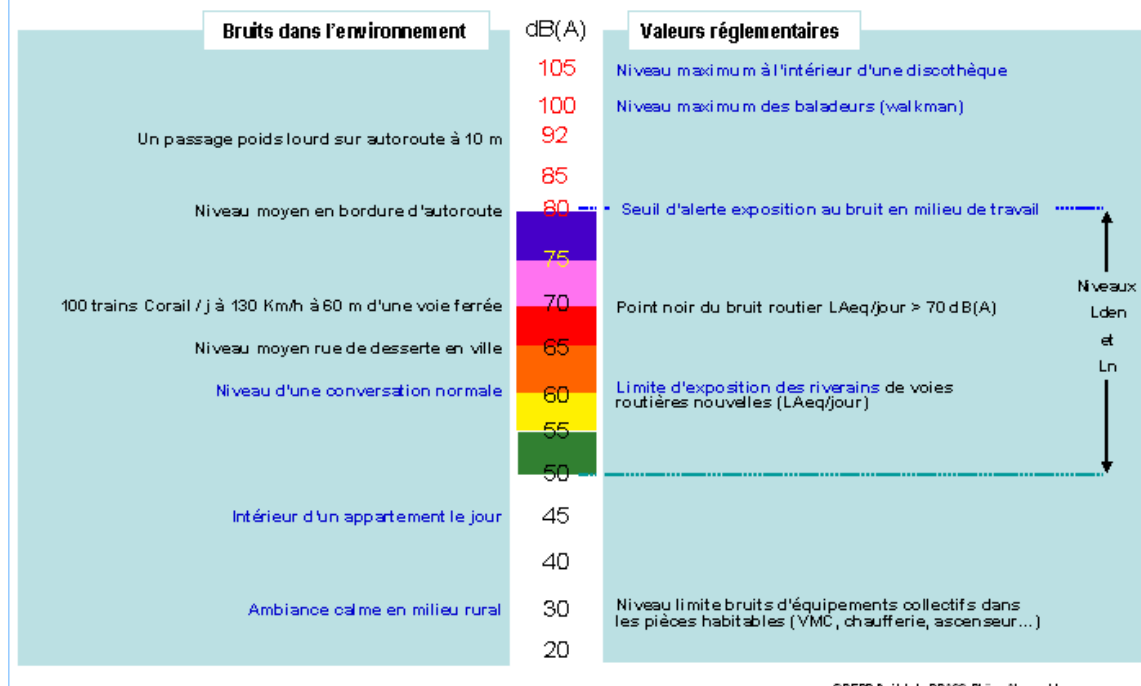 Bruits dans l'environnement
dB(A)
Valeurs réglementaires
105
Niveau maximum à l'intérieur d'une discothèque
100
Niveau maximum des baladeurs (walkman)
Un passage poids lourd sur autoroute à 10 m
92
85
Niveau moyen en bordure d'autoroute
80
Seuil d'alerte exposition au bruit en milieu de travail
75
100 trains Corail / j à 130 Km/h à 60 m d'une voie ferrée
70
Point noir du bruit routier LAeq/jour > 70 dB(A)
Niveaux
Lden
et
Ln
Niveau moyen rue de desserte en ville
65
Niveau d'une conversation normale
60
Limite d'exposition des riverains de voies
routières nouvelles (LAeq/jour)
55
50
Intérieur d'un appartement le jour
45
40
Ambiance calme en milieu rural
30
Niveau limite bruits d'équipements collectifs dans
les pièces habitables (VMC, chaufferie, ascenseur...)
20